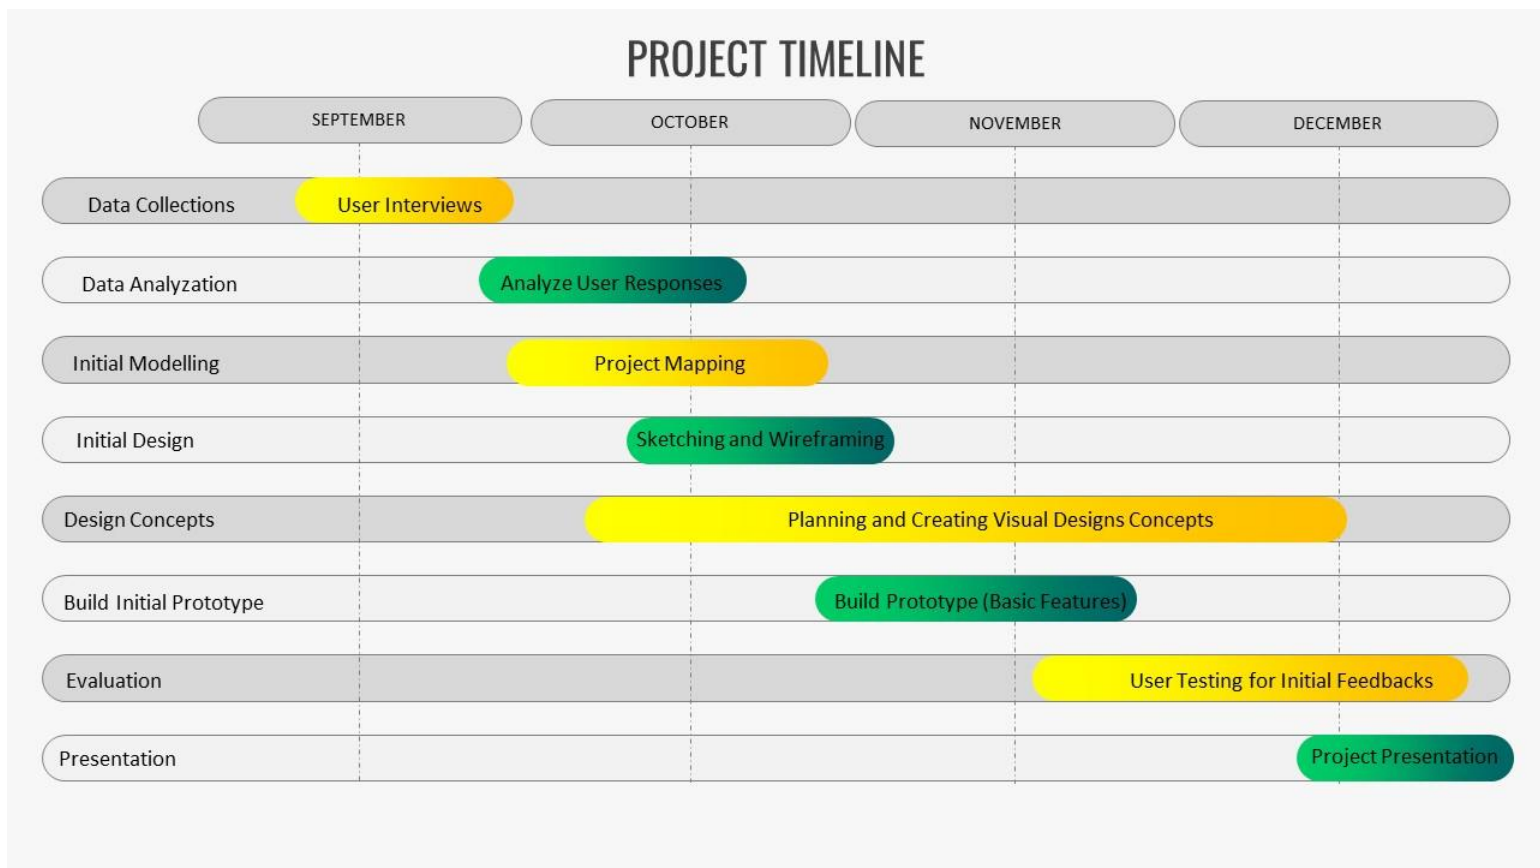 PROJECT TIMELINE
SEPTEMBER
OCTOBER
NOVEMBER
DECEMBER
Data Collections
User Interviews
Data Analyzation
Analyze User Responses
Initial Modelling
Project Mapping
Initial Design
Sketching and Wireframing
Design Concepts
Planning and Creating Visual Designs Concepts
Build Initial Prototype
Build Prototype (Basic Features)
Evaluation
User Testing for Initial Feedbacks
Presentation
Project Presentation